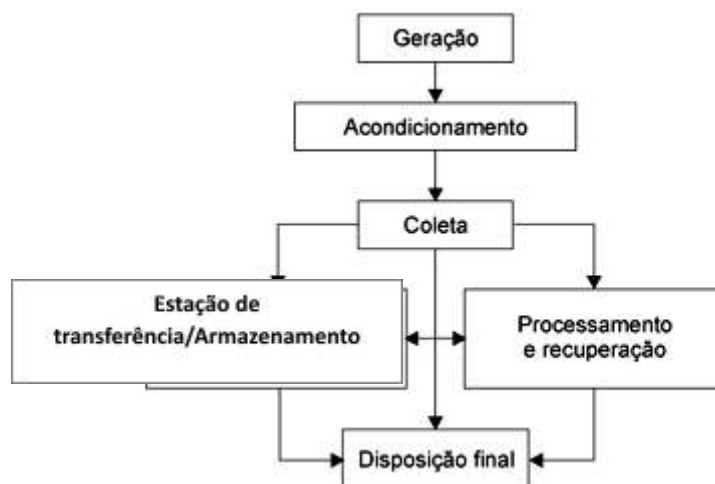 Geração
Acondicionamento
Coleta
Estação de
transferência/Armazenamento
Processamento
e recuperação
Disposição final